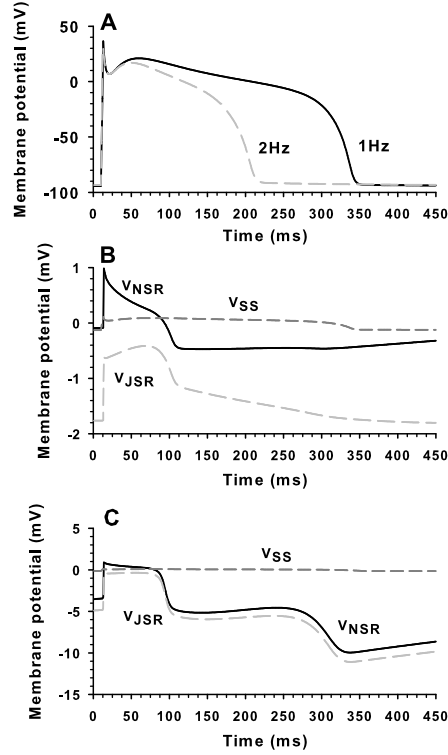 A
Membrane potential (mV)
50
0
-50
-100
2Hz
1Hz
0 50 100 150 200 250 300 350 400 450
Time (ms)
B
Membrane potential (mV)
1
0
-1
-2
VNSR
VSS
VJSR
0 50 100 150 200 250 300 350 400 450
Time (ms)
C
Membrane potential (mV)
5
0
-5
-10
-15
VSS
VJSR
VNSR
0 50 100 150 200 250 300 350 400 450
Time (ms)